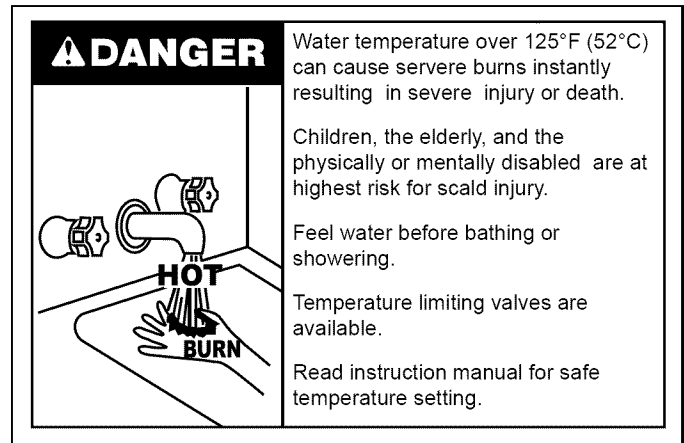 DANGER
Water temperature over 125°F (52°C)
can cause servere burns instantly
resulting in severe injury or death.
Children, the elderly, and the
physically or mentally disabled are at
highest risk for scald injury.
Feel water before bathing or
showering.
Temperature limiting valves are
available.
Read instruction manual for safe
temperature setting.
HOT
BURN